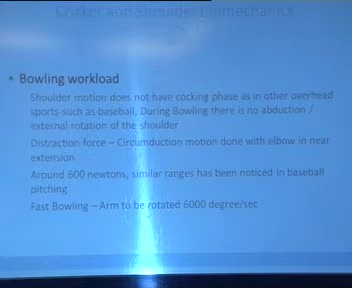 Cricket and Shoulder Biomechanics
• Bowling workload
Shoulder motion does not have cocking phase as in other overhead
sports such as baseball, During Bowling there is no abduction /
external rotation of the shoulder
Distraction force – Circumduction motion done with elbow in near
extension.
Around 600 newtons, similar ranges has been noticed in baseball
pitching
Fast Bowling – Arm to be rotated 6000 degree/sec